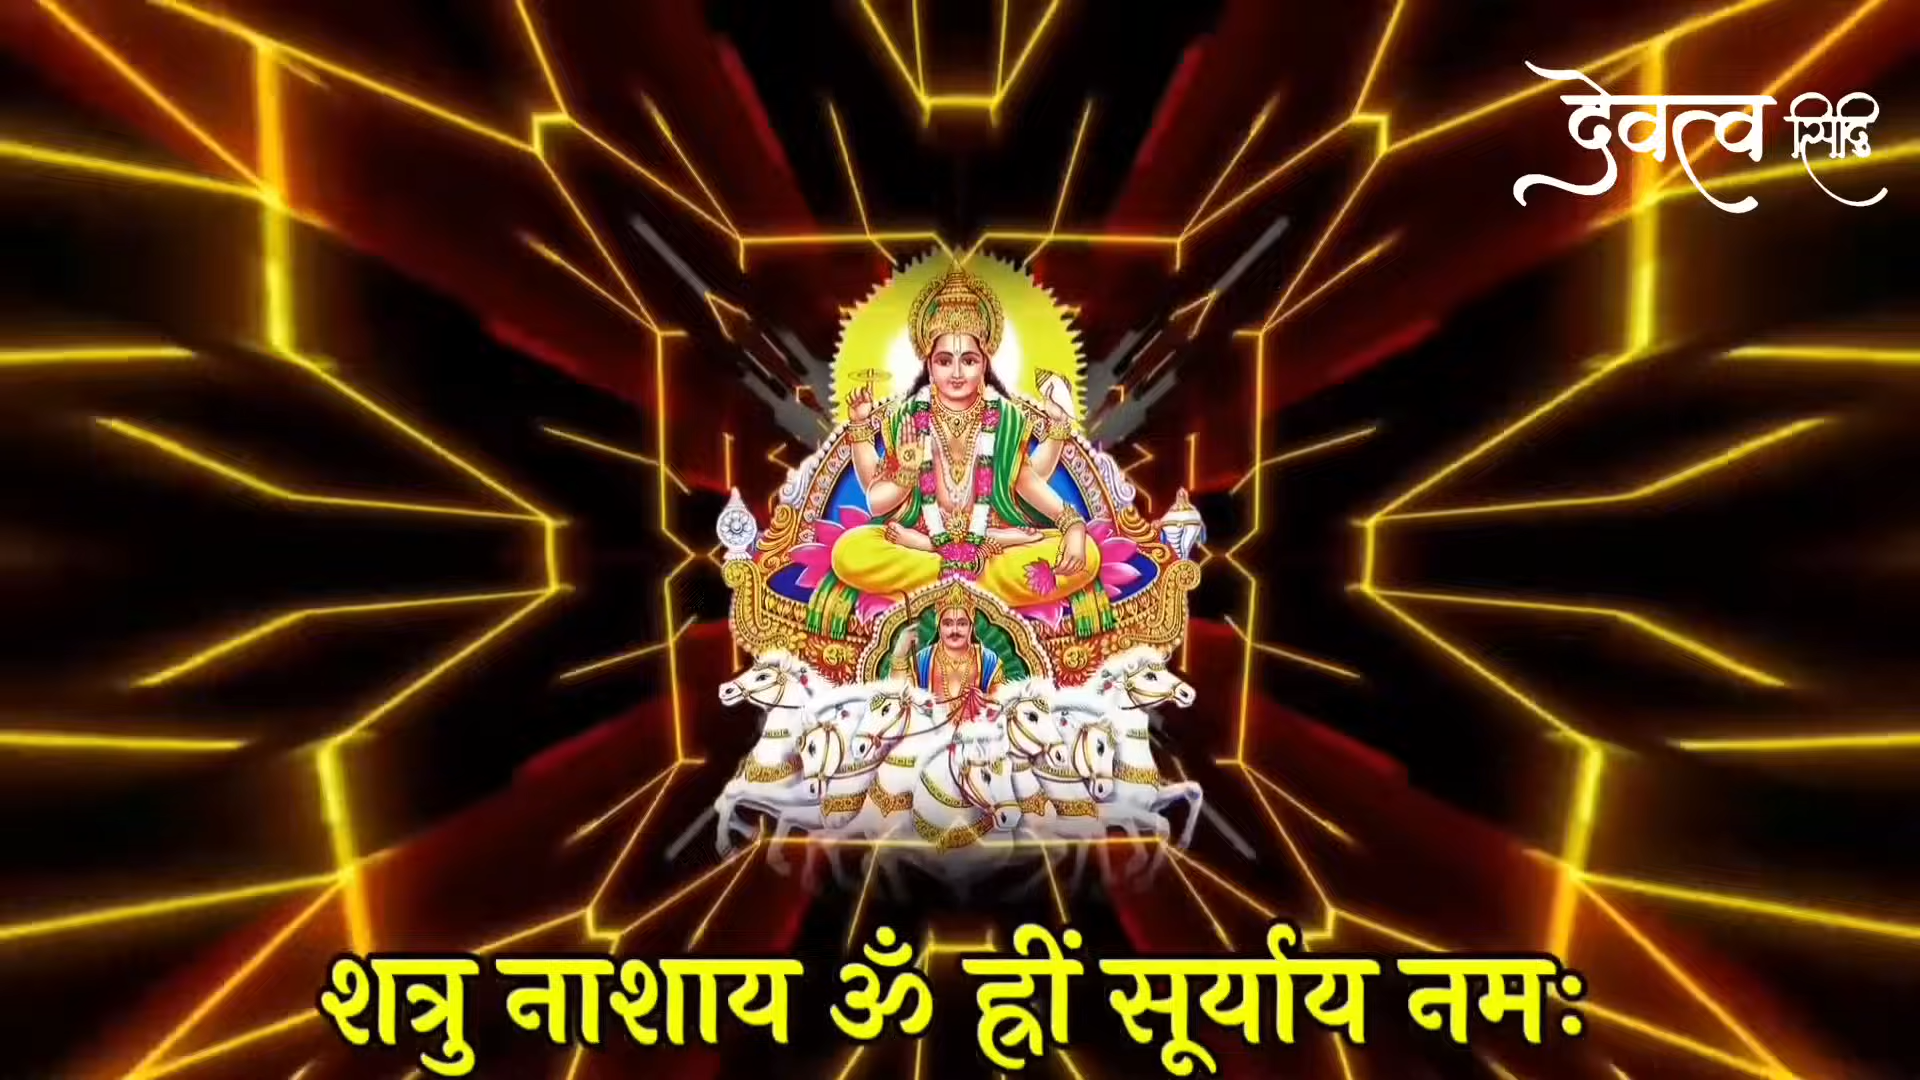 देवत्व सिद्धि
शत्रु नाशाय ॐ ह्रीं सूर्याय नमः